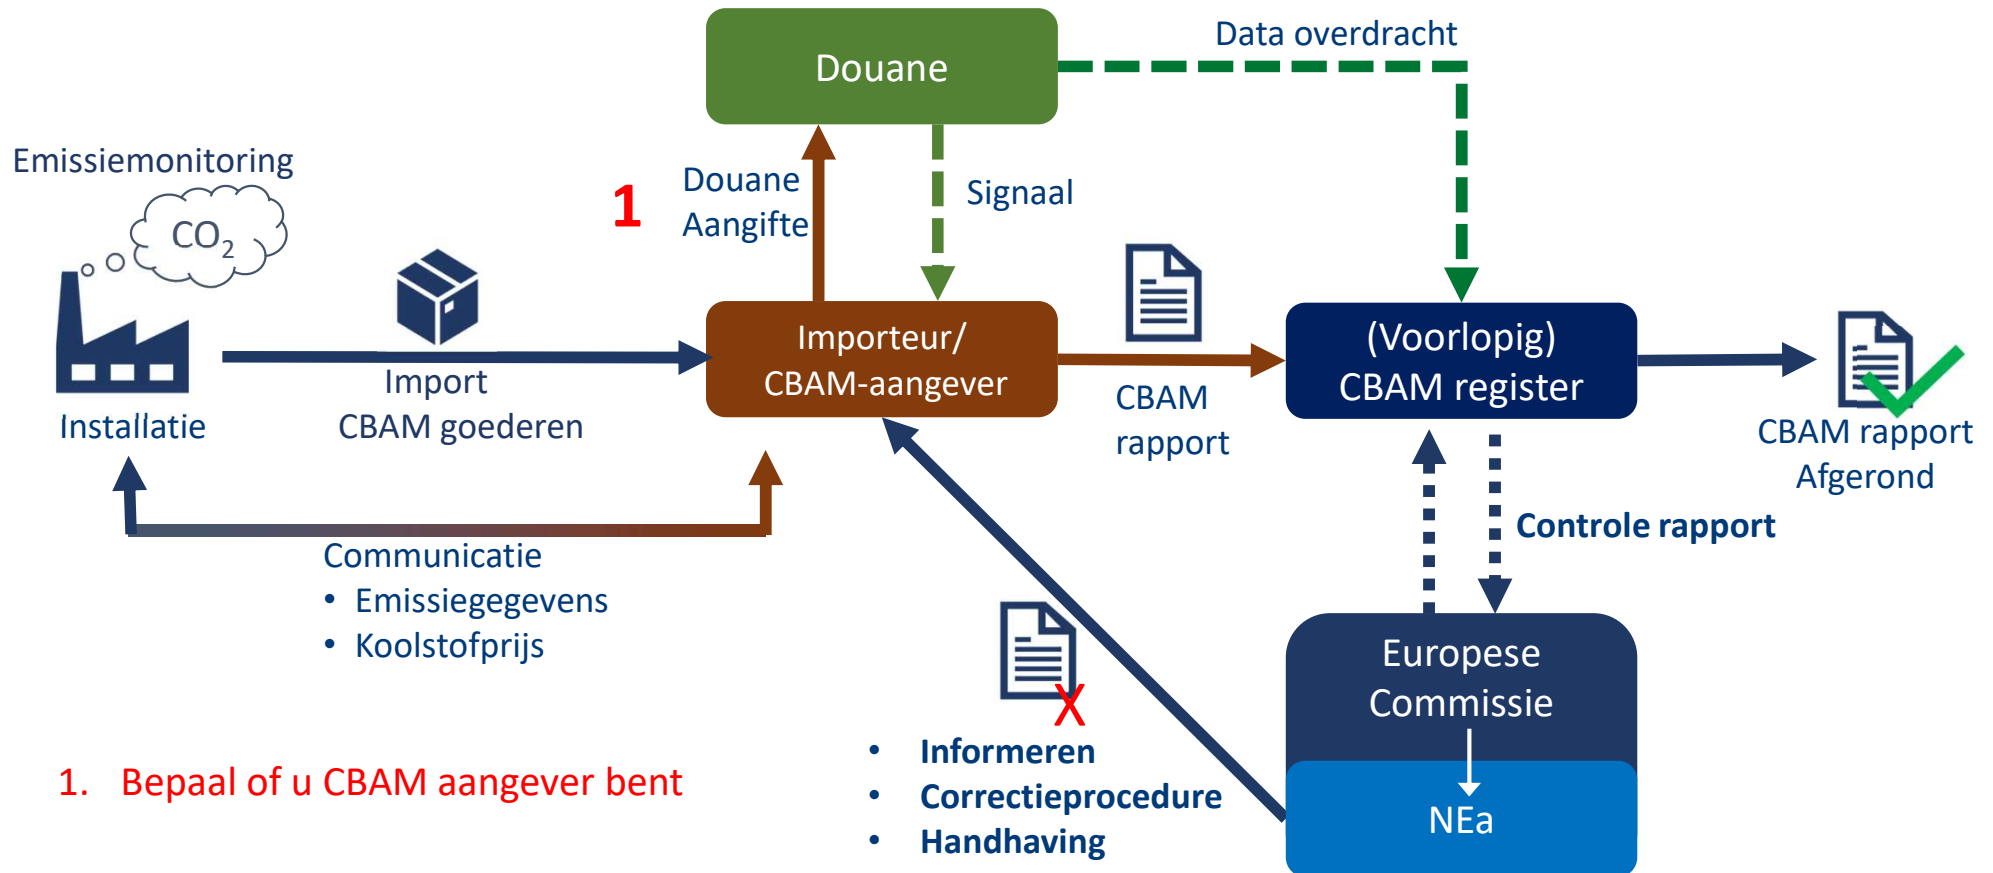 Douane
Data overdracht
Emissiemonitoring
CO2
1
Douane
Aangifte
Signaal
Importeur/
CBAM-aangever
(Voorlopig)
CBAM register
Import
CBAM goederen
Installatie
CBAM
rapport
CBAM rapport
Afgerond
Controle rapport
Communicatie
• Emissiegegevens
• Koolstofprijs
Europese
Commissie
NEa
X
• Informeren
• Correctieprocedure
• Handhaving
1. Bepaal of u CBAM aangever bent